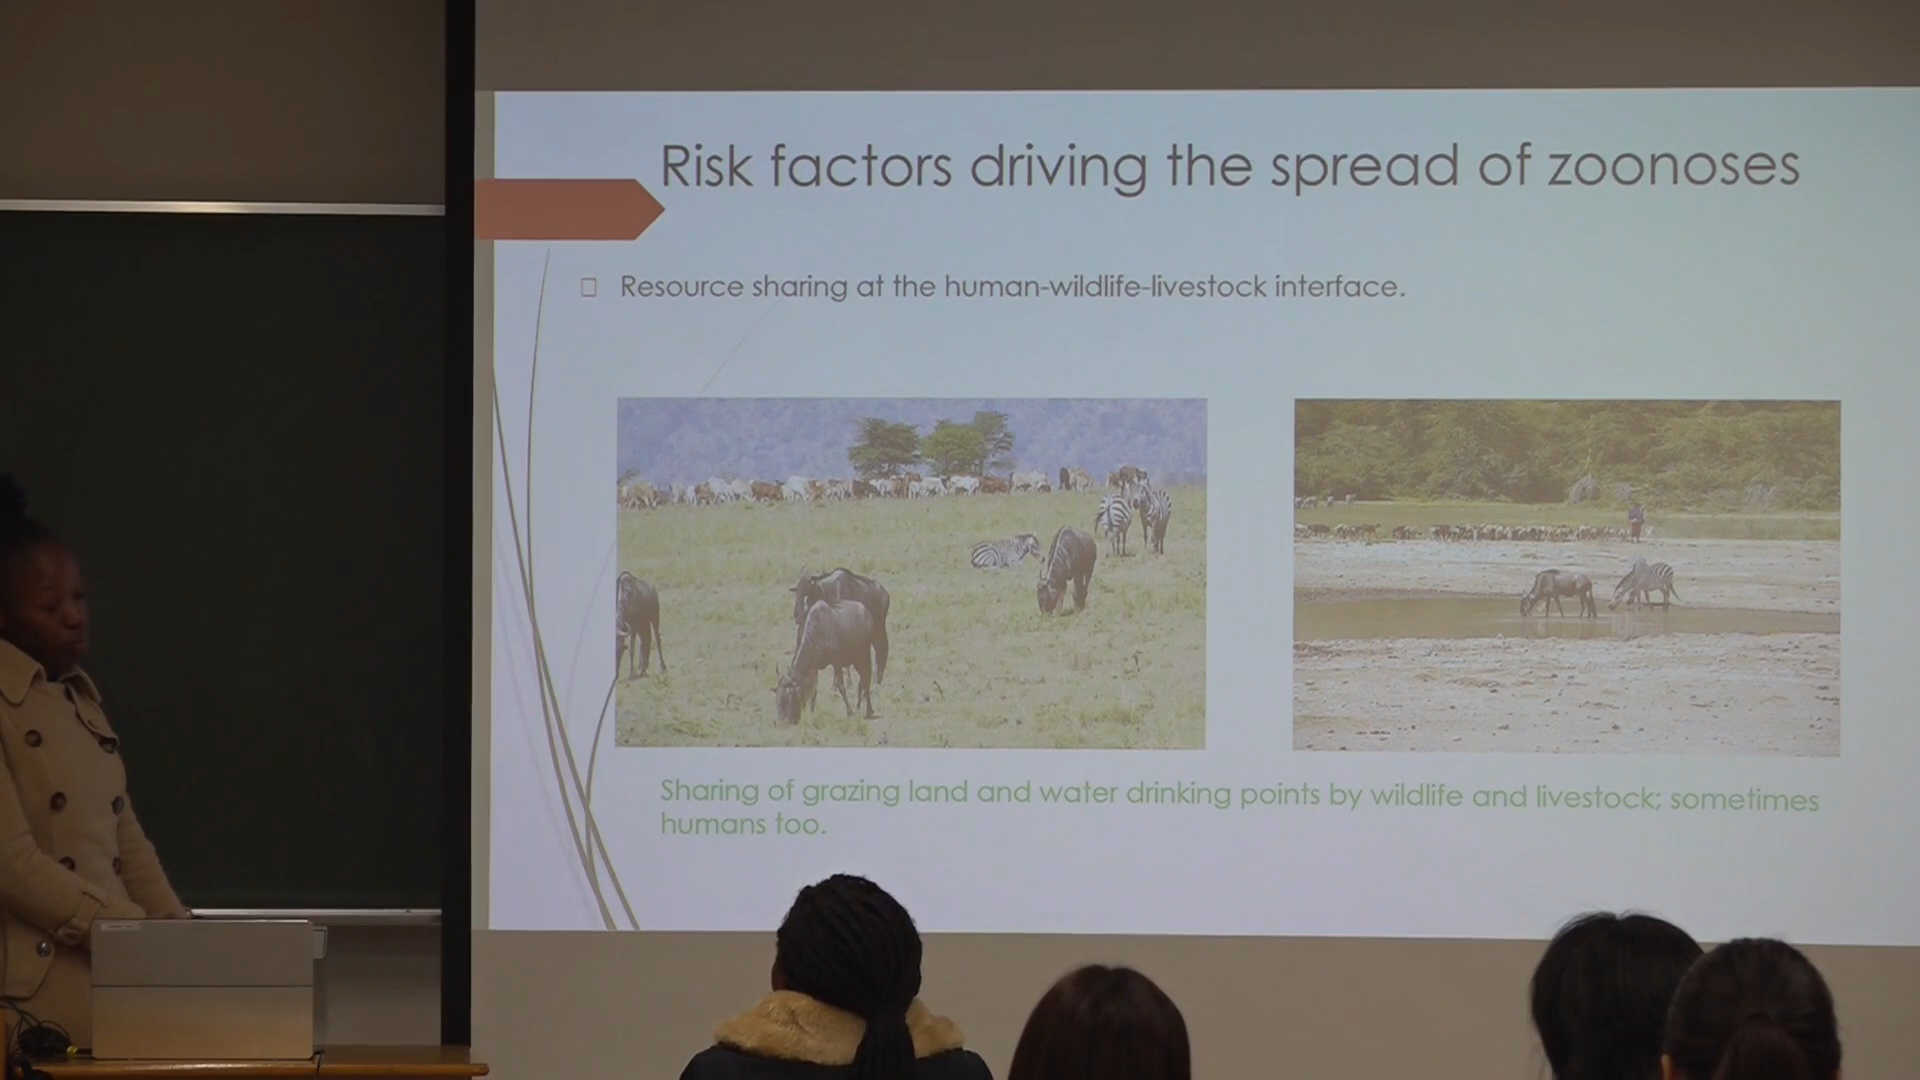 Risk factors driving the spread of zoonoses
Resource sharing at the human-wildlife-livestock interface.
Sharing of grazing land and water drinking points by wildlife and livestock; sometimes
humans too.